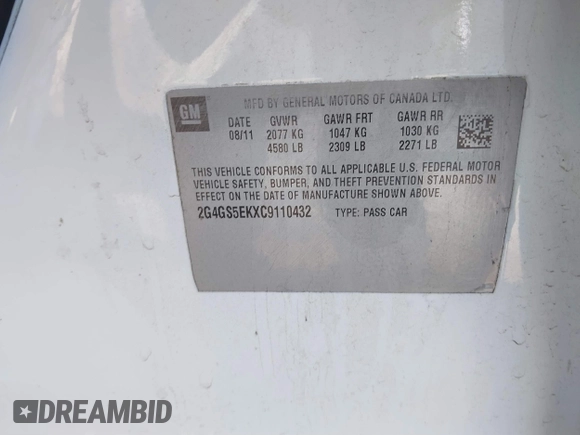 GM
MFD BY GENERAL MOTORS OF CANADA LTD.
DATE GVWR GAWR FRT GAWR RR
08/11 2077 KG 1047 KG 1030 KG
4580 LB 2309 LB 2271 LB
THIS VEHICLE CONFORMS TO ALL APPLICABLE U.S. FEDERAL MOTOR
VEHICLE SAFETY, BUMPER, AND THEFT PREVENTION STANDARDS IN
EFFECT ON THE DATE OF MANUFACTURE SHOWN ABOVE.
2G4GS5EKXC9110432 TYPE: PASS CAR
DREAMBID